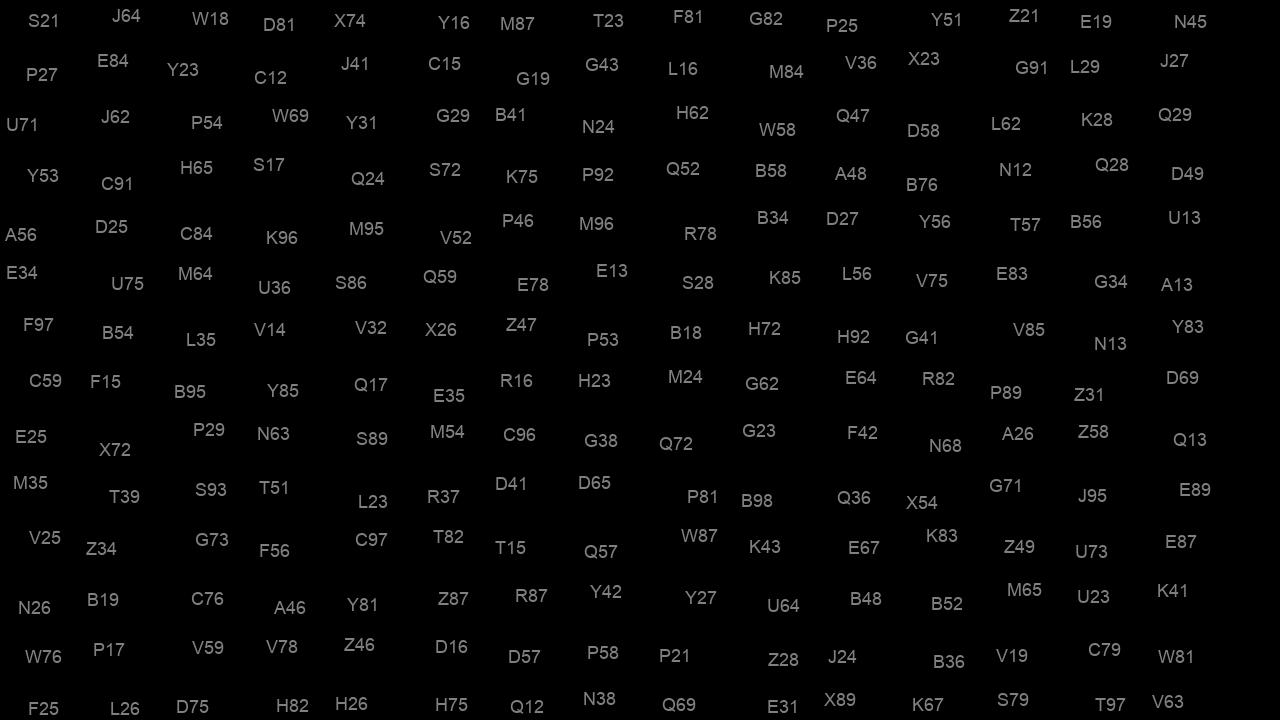 S21 J64 W18 D81 X74 Y16 M87 T23 F81 G82 P25 Y51 Z21 E19 N45
P27 E84 Y23 C12 J41 C15 G19 G43 L16 M84 V36 X23 G91 L29 J27
U71 J62 P54 W69 Y31 G29 B41 N24 H62 W58 Q47 D58 L62 K28 Q29
Y53 C91 H65 S17 Q24 S72 K75 P92 Q52 B58 A48 B76 N12 Q28 D49
A56 D25 C84 K96 M95 V52 P46 M96 R78 B34 D27 Y56 T57 B56 U13
E34 U75 M64 U36 S86 Q59 E78 E13 S28 K85 L56 V75 E83 G34 A13
F97 B54 L35 V14 V32 X26 Z47 P53 B18 H72 H92 G41 V85 N13 Y83
C59 F15 B95 Y85 Q17 E35 R16 H23 M24 G62 E64 R82 P89 Z31 D69
E25 X72 P29 N63 S89 M54 C96 G38 Q72 G23 F42 N68 A26 Z58 Q13
M35 T39 S93 T51 L23 R37 D41 D65 P81 B98 Q36 X54 G71 J95 E89
V25 Z34 G73 F56 C97 T82 T15 Q57 W87 K43 E67 K83 Z49 U73 E87
N26 B19 C76 A46 Y81 Z87 R87 Y42 Y27 U64 B48 B52 M65 U23 K41
W76 P17 V59 V78 Z46 D16 D57 P58 P21 Z28 J24 B36 V19 C79 W81
F25 L26 D75 H82 H26 H75 Q12 N38 Q69 E31 X89 K67 S79 T97 V63